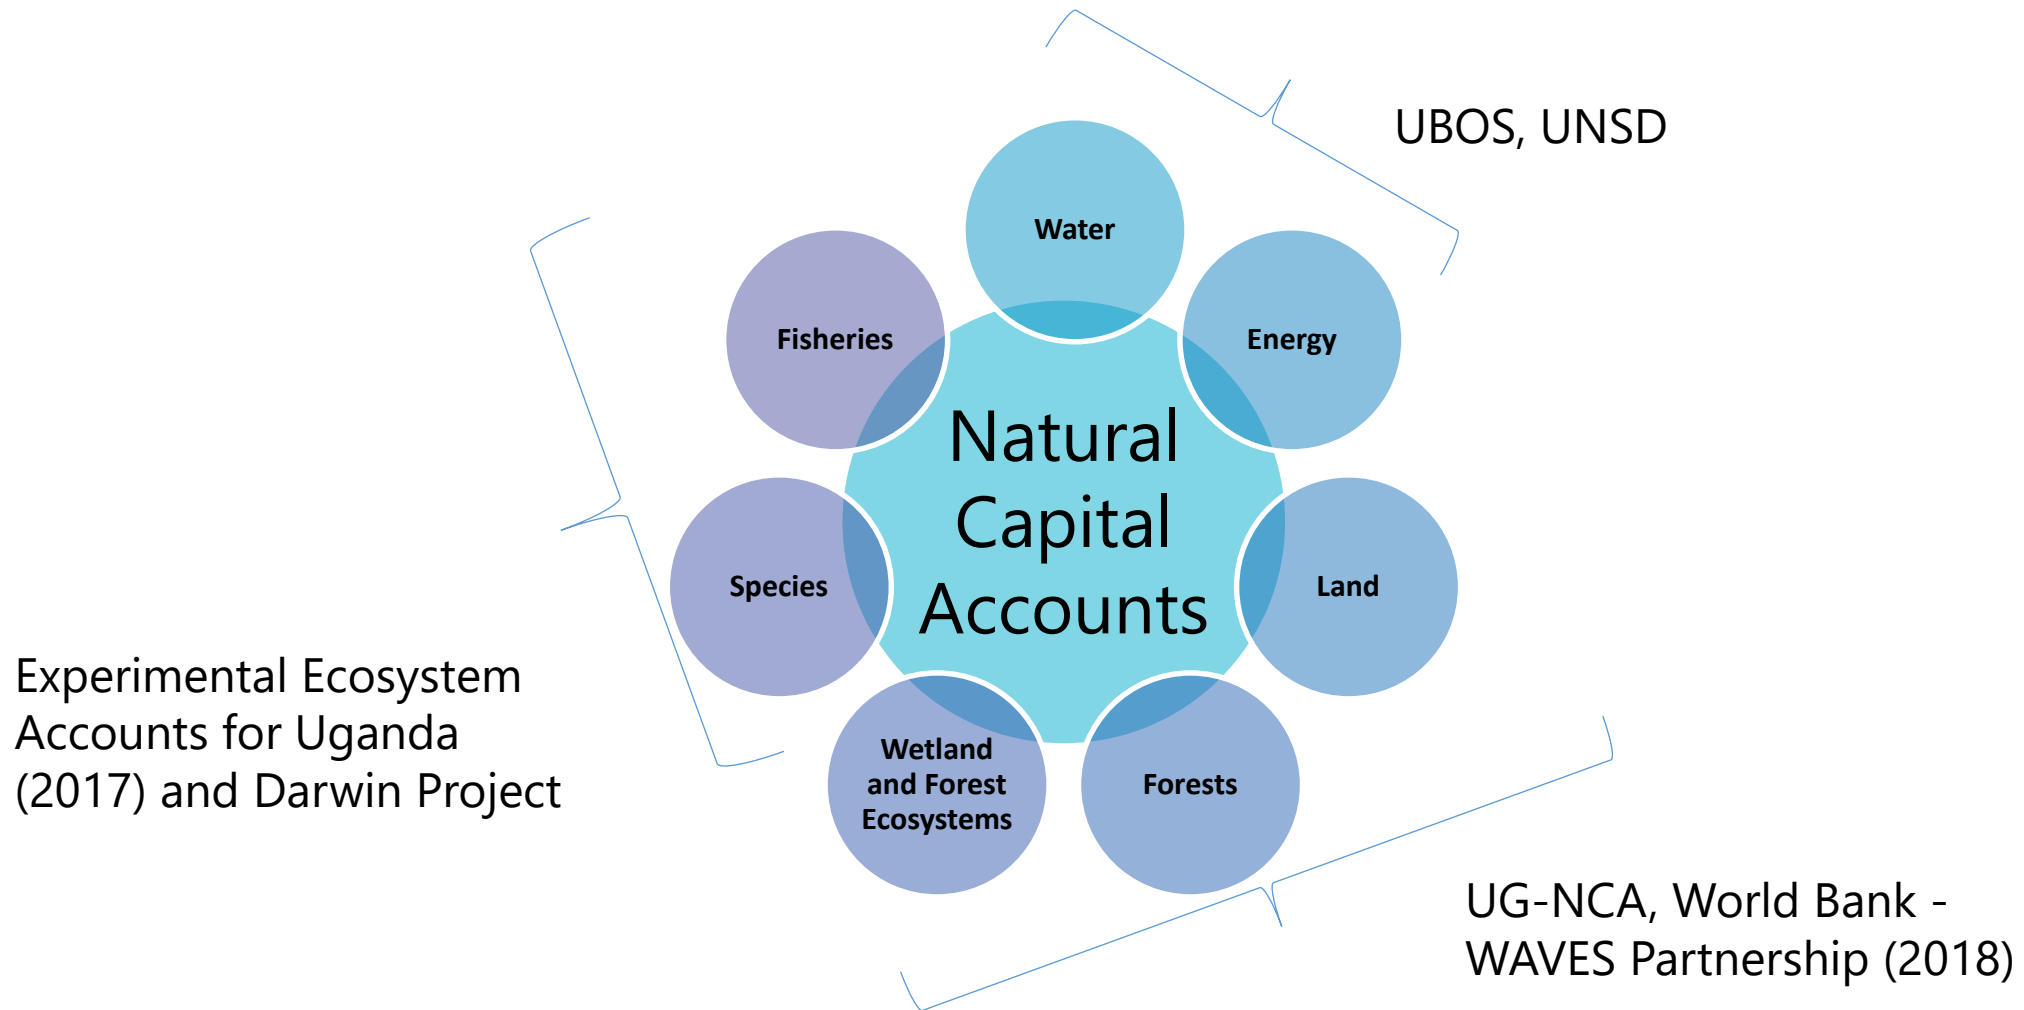 UBOS, UNSD
Water
Fisheries
Energy
Natural
Capital
Accounts
Species
Land
Experimental Ecosystem
Accounts for Uganda
(2017) and Darwin Project
Wetland
and Forest
Ecosystems
Forests
UG-NCA, World Bank -
WAVES Partnership (2018)